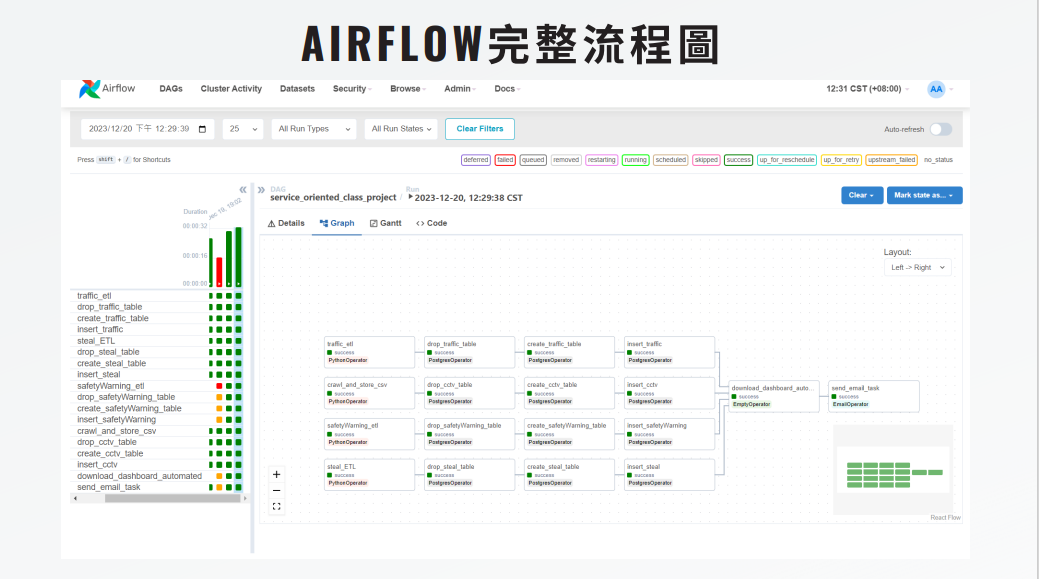 AIRFLOW完整流程圖
Airflow DAGs Cluster Activity Datasets Security Browse Admin Docs 12:31 CST (+08:00) AA
2023/12/20 下午 12:29:39 25 All Run Types All Run States Clear Filters Auto-refresh
Press shift + / for Shortcuts deferred failed queued removed restarting running scheduled skipped success up_for_reschedule up_for_retry upstream_failed no_status
DAG
service_oriented_class_project /
Run
2023-12-20, 12:29:38 CST
Clear Mark state as...
Details Graph Gantt <> Code
Duration
Dec 19, 19:02
00:00:32
00:00:16
00:00:00
traffic_etl
drop_traffic_table
create_traffic_table
insert_traffic
steal_ETL
drop_steal_table
create_steal_table
insert_steal
safetyWarning_etl
drop_safetyWarning_table
create_safetyWarning_table
insert_safetyWarning
crawl_and_store_csv
drop_cctv_table
create_cctv_table
insert_cctv
download_dashboard_automated
send_email_task
Layout:
Left -> Right
traffic_etl
success
PythonOperator
drop_traffic_table
success
PostgresOperator
create_traffic_table
success
PostgresOperator
insert_traffic
success
PostgresOperator
crawl_and_store_csv
success
PythonOperator
drop_cctv_table
success
PostgresOperator
create_cctv_table
success
PostgresOperator
insert_cctv
success
PostgresOperator
safetyWarning_etl
success
PythonOperator
drop_safetyWarning_table
success
PostgresOperator
create_safetyWarning_table
success
PostgresOperator
insert_safetyWarning
success
PostgresOperator
steal_ETL
success
PythonOperator
drop_steal_table
success
PostgresOperator
create_steal_table
success
PostgresOperator
insert_steal
success
PostgresOperator
download_dashboard_auto...
success
EmptyOperator
send_email_task
success
EmailOperator
React Flow